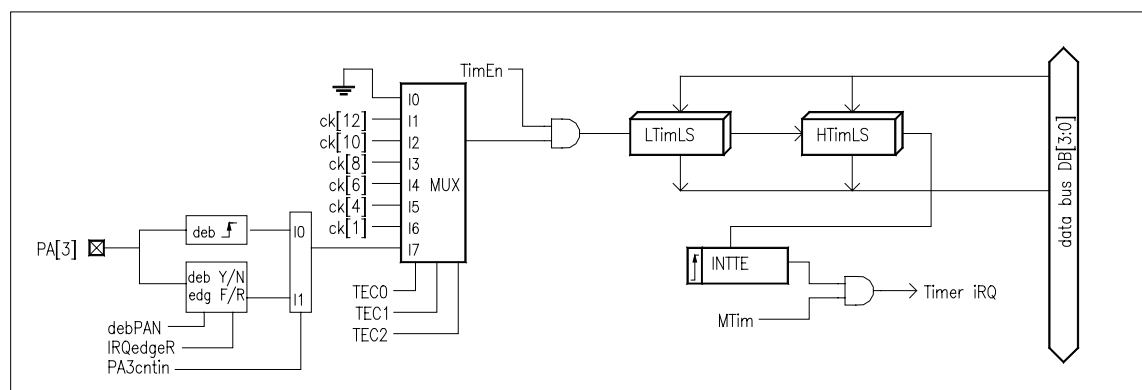 TimEn
I0
ck[12] I1
ck[10] I2
ck[8] I3
ck[6] I4
MUX
ck[4] I5
ck[1] I6
I7
LTimLS
HTimLS
data bus DB[3:0]
PA[3]
deb
I0
deb Y/N
edg F/R
I1
debPAN
IRQedgeR
PA3cntin
TEC0
TEC1
TEC2
INTTE
MTim
Timer iRQ